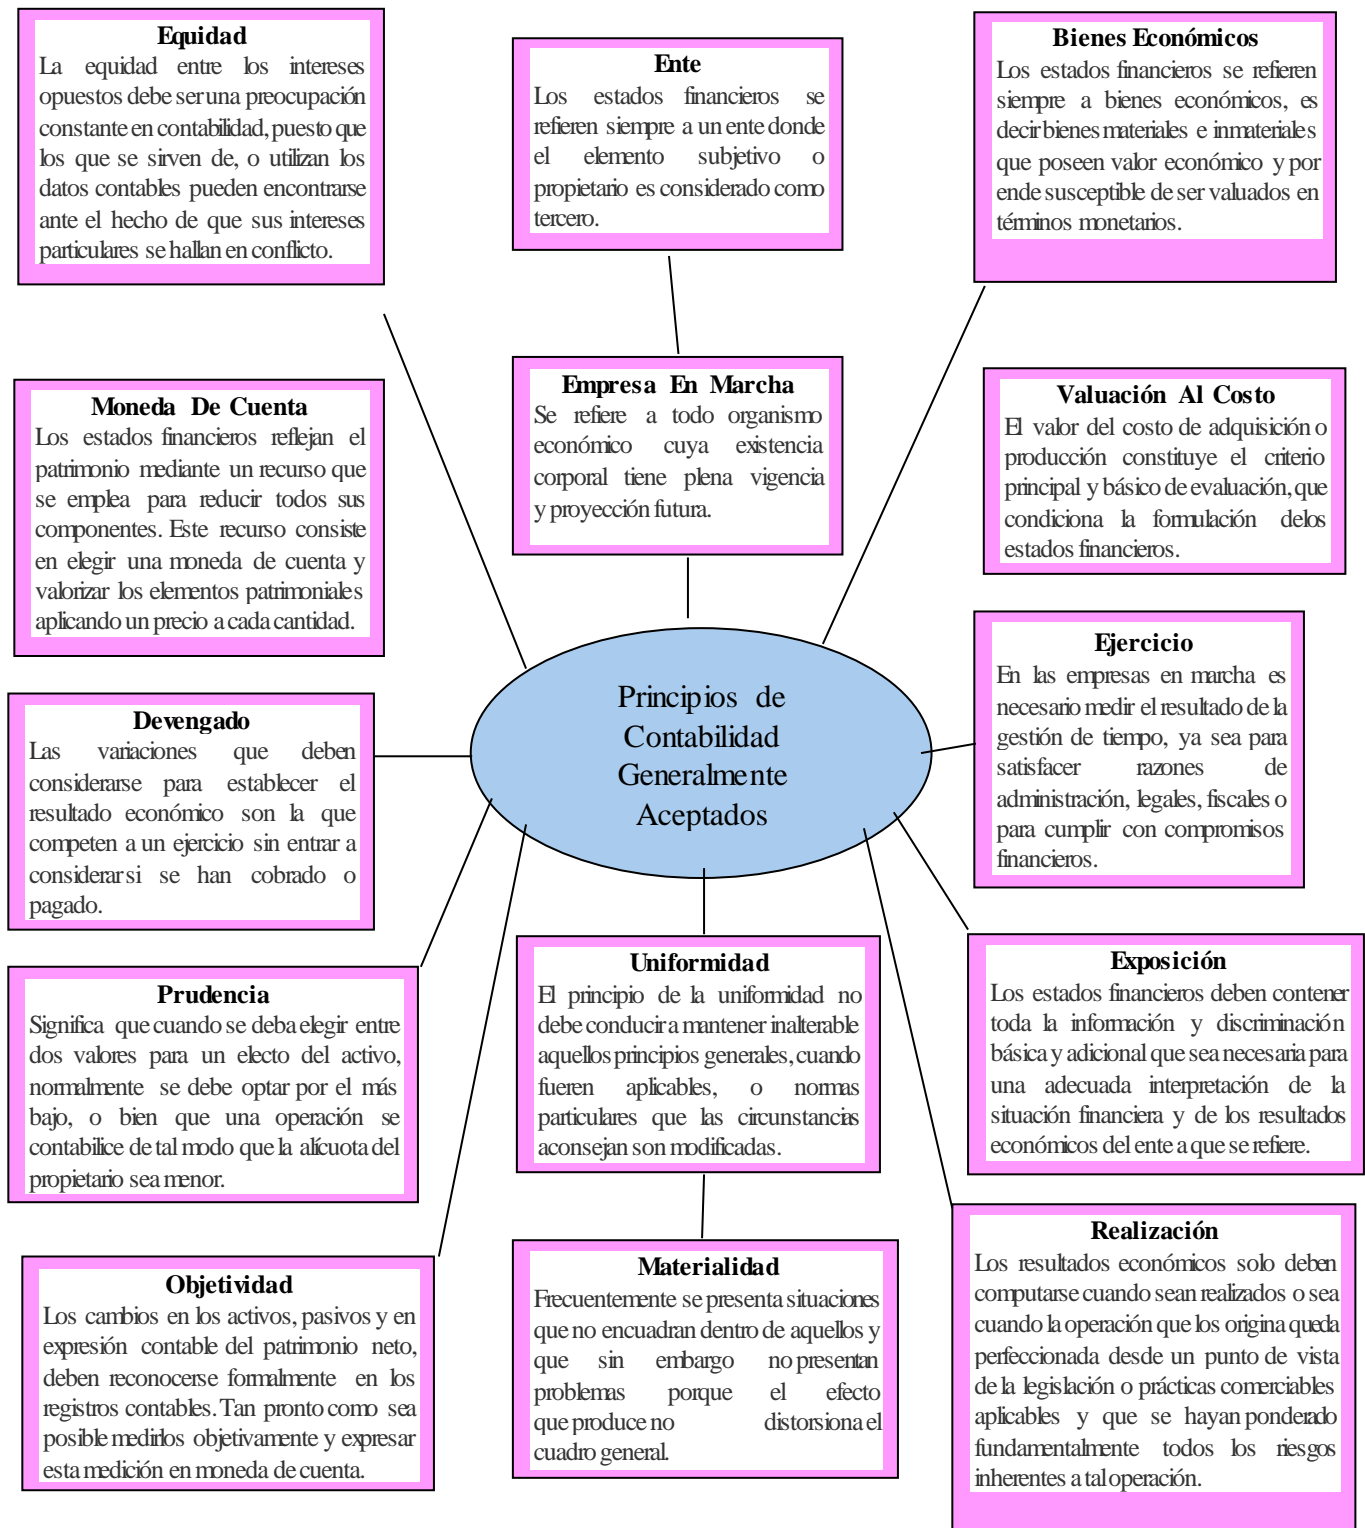 Equidad
La equidad entre los intereses
opuestos debe ser una preocupación
constante en contabilidad, puesto que
los que se sirven de, o utilizan los
datos contables pueden encontrarse
ante el hecho de que sus intereses
particulares se hallan en conflicto.
Ente
Los estados financieros se
refieren siempre a un ente donde
el elemento subjetivo o
propietario es considerado como
tercero.
Bienes Económicos
Los estados financieros se refieren
siempre a bienes económicos, es
decir bienes materiales e inmateriales
que poseen valor económico y por
ende susceptible de ser valuados en
términos monetarios.
Moneda De Cuenta
Los estados financieros reflejan el
patrimonio mediante un recurso que
se emplea para reducir todos sus
componentes. Este recurso consiste
en elegir una moneda de cuenta y
valorizar los elementos patrimoniales
aplicando un precio a cada cantidad.
Empresa En Marcha
Se refiere a todo organismo
económico cuya existencia
corporal tiene plena vigencia
y proyección futura.
Valuación Al Costo
El valor del costo de adquisición o
producción constituye el criterio
principal y básico de evaluación, que
condiciona la formulación delos
estados financieros.
Principios de
Contabilidad
Generalmente
Aceptados
Ejercicio
En las empresas en marcha es
necesario medir el resultado de la
gestión de tiempo, ya sea para
satisfacer razones de
administración, legales, fiscales o
para cumplir con compromisos
financieros.
Devengado
Las variaciones que deben
considerarse para establecer el
resultado económico son la que
competen a un ejercicio sin entrar a
considerar si se han cobrado o
pagado.
Prudencia
Significa que cuando se deba elegir entre
dos valores para un electo del activo,
normalmente se debe optar por el más
bajo, o bien que una operación se
contabilice de tal modo que la alícuota del
propietario sea menor.
Uniformidad
El principio de la uniformidad no
debe conducir a mantener inalterable
aquellos principios generales, cuando
fueren aplicables, o normas
particulares que las circunstancias
aconsejan son modificadas.
Exposición
Los estados financieros deben contener
toda la información y discriminación
básica y adicional que sea necesaria para
una adecuada interpretación de la
situación financiera y de los resultados
económicos del ente a que se refiere.
Objetividad
Los cambios en los activos, pasivos y en
expresión contable del patrimonio neto,
deben reconocerse formalmente en los
registros contables. Tan pronto como sea
posible medirlos objetivamente y expresar
esta medición en moneda de cuenta.
Materialidad
Frecuentemente se presenta situaciones
que no encuadran dentro de aquellos y
que sin embargo no presentan
problemas porque el efecto
que produce no distorsiona el
cuadro general.
Realización
Los resultados económicos solo deben
computarse cuando sean realizados o sea
cuando la operación que los origina queda
perfeccionada desde un punto de vista
de la legislación o prácticas comerciables
aplicables y que se hayan ponderado
fundamentalmente todos los riesgos
inherentes a tal operación.